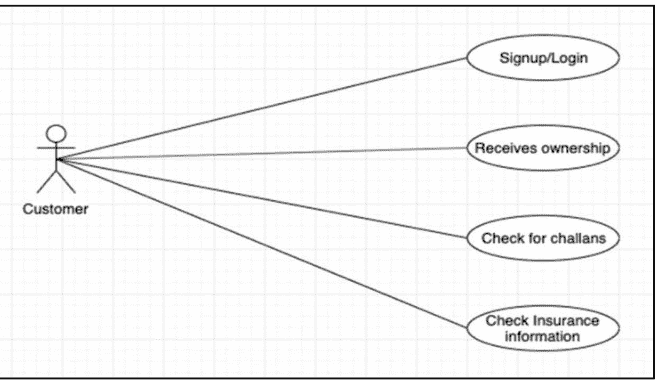 Signup/Login
Receives ownership
Customer
Check for challans
Check Insurance
information